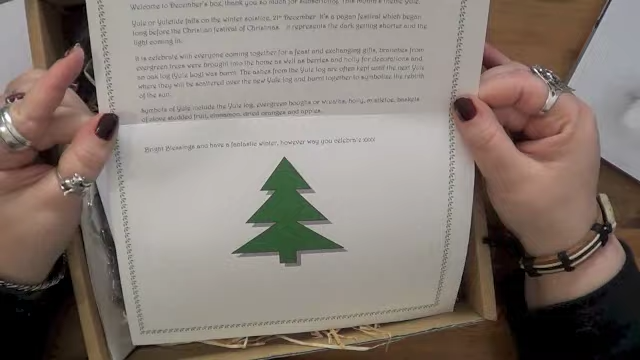 Welcome to December's box, thank you so much for subscribing. This month's theme Yule.
Yule or Yuletide falls on the winter solstice, 21st December. It's a pagan festival which began
long before the Christian festival of Christmas. It represents the dark getting shorter and the
light coming in.
It is celebrated with everyone coming together for a feast and exchanging gifts, branches from
evergreen trees were brought into the home as well as berries and holly for decorations and
an oak log (Yule log) was burnt. The ashes from the Yule log are often kept until the next Yule
where they will be scattered over the new Yule log and burnt together to symbolise the rebirth
of the sun.
Symbols of Yule include the Yule log, evergreen boughs or wreaths, holly, mistletoe, baskets
of clove studded fruit, cinnamon, dried oranges and apples.
Bright Blessings and have a fantastic winter, however way you celebrate xxx